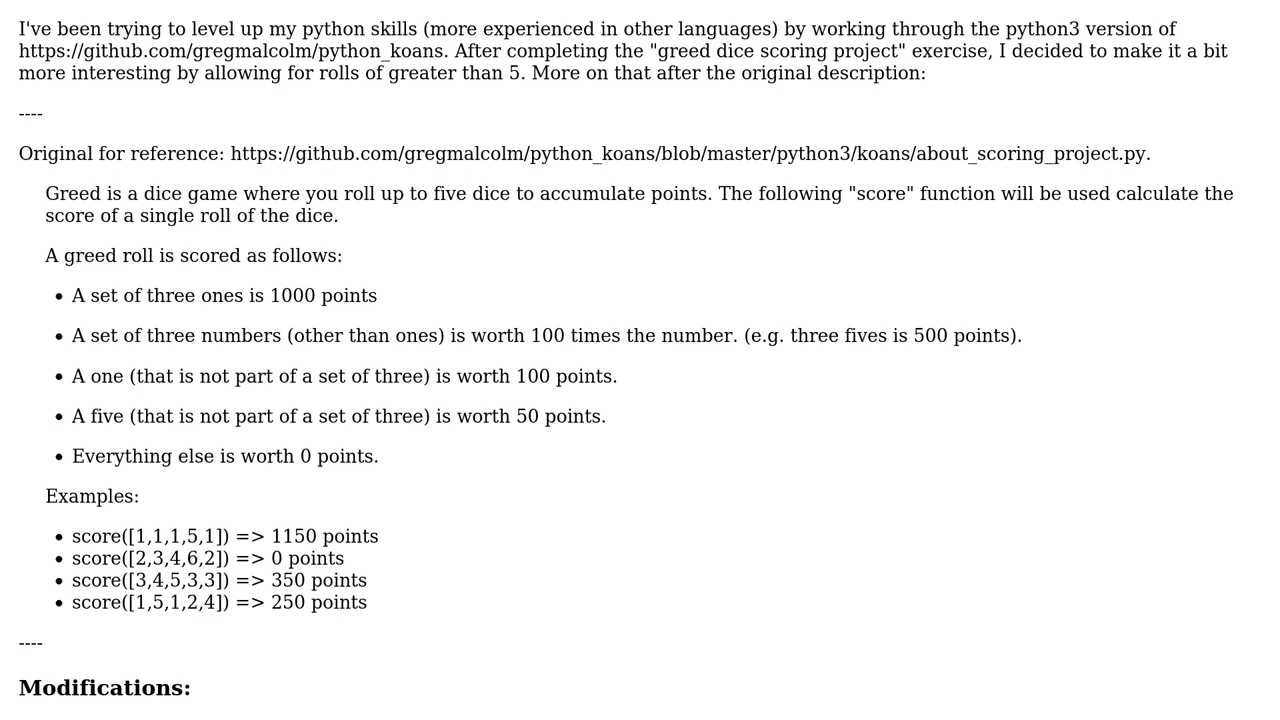 I've been trying to level up my python skills (more experienced in other languages) by working through the python3 version of
https://github.com/gregmalcolm/python_koans. After completing the "greed dice scoring project" exercise, I decided to make it a bit
more interesting by allowing for rolls of greater than 5. More on that after the original description:
----
Original for reference: https://github.com/gregmalcolm/python_koans/blob/master/python3/koans/about_scoring_project.py.
Greed is a dice game where you roll up to five dice to accumulate points. The following "score" function will be used calculate the
score of a single roll of the dice.
A greed roll is scored as follows:
• A set of three ones is 1000 points
• A set of three numbers (other than ones) is worth 100 times the number. (e.g. three fives is 500 points).
• A one (that is not part of a set of three) is worth 100 points.
• A five (that is not part of a set of three) is worth 50 points.
• Everything else is worth 0 points.
Examples:
• score([1,1,1,5,1]) => 1150 points
• score([2,3,4,6,2]) => 0 points
• score([3,4,5,3,3]) => 350 points
• score([1,5,1,2,4]) => 250 points
----
Modifications: